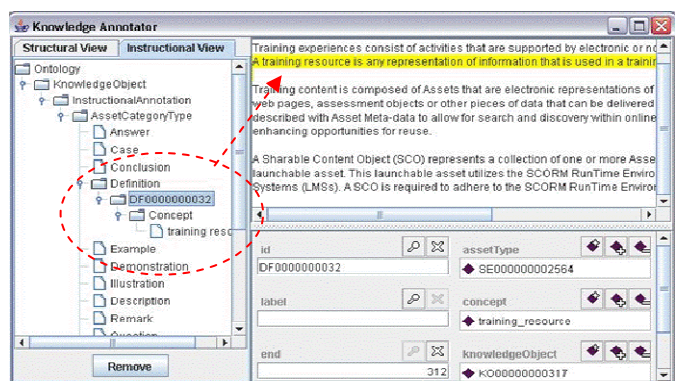 Knowledge Annotator
Structural View
Instructional View
Ontology
KnowledgeObject
InstructionalAnnotation
AssetCategoryType
Answer
Case
Conclusion
Definition
DF0000000032
Concept
training reso
Example
Demonstration
Illustration
Description
Remark
Remove
Training experiences consist of activities that are supported by electronic or no
A training resource is any representation of information that is used in a trainin
Training content is composed of Assets that are electronic representations of
web pages, assessment objects or other pieces of data that can be delivered
described with Asset Meta-data to allow for search and discovery within online
enhancing opportunities for reuse.
A Sharable Content Object (SCO) represents a collection of one or more Asse
launchable asset. This launchable asset utilizes the SCORM RunTime Enviro
Systems (LMSs). A SCO is required to adhere to the SCORM RunTime Enviror
id
DF0000000032
assetType
SE000000002564
label
concept
training_resource
end
312
knowledgeObject
KO00000000317